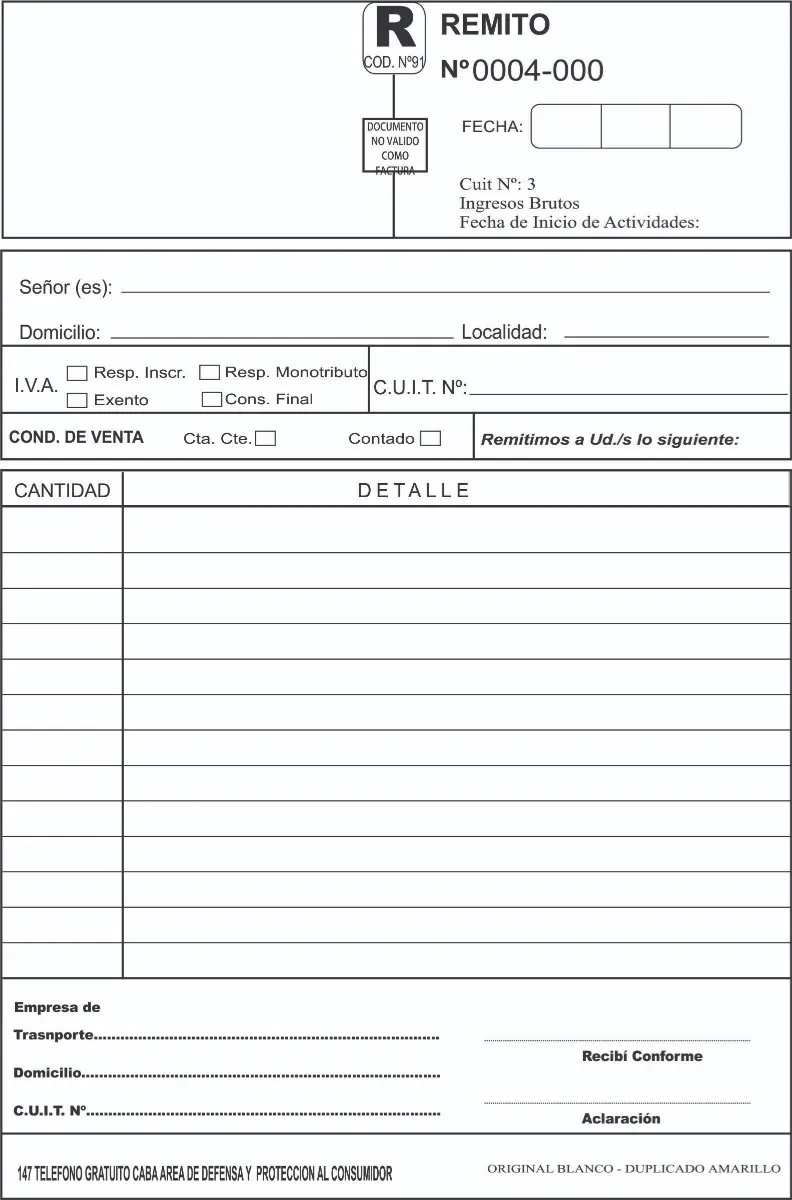 R
COD. Nº91
REMITO
Nº 0004-000
DOCUMENTO
NO VALIDO
COMO
FACTURA
FECHA:
Cuit Nº: 3
Ingresos Brutos
Fecha de Inicio de Actividades:
Señor (es):
Domicilio: Localidad:
I.V.A. Resp. Inscr. Resp. Monotributo
Exento Cons. Final
C.U.I.T. Nº:
COND. DE VENTA Cta. Cte. Contado Remitimos a Ud./s lo siguiente:
CANTIDAD DETALLE
Empresa de
Trasnporte
Recibí Conforme
Domicilio
C.U.I.T. Nº
Aclaración
147 TELEFONO GRATUITO CABA AREA DE DEFENSA Y PROTECCION AL CONSUMIDOR
ORIGINAL BLANCO - DUPLICADO AMARILLO